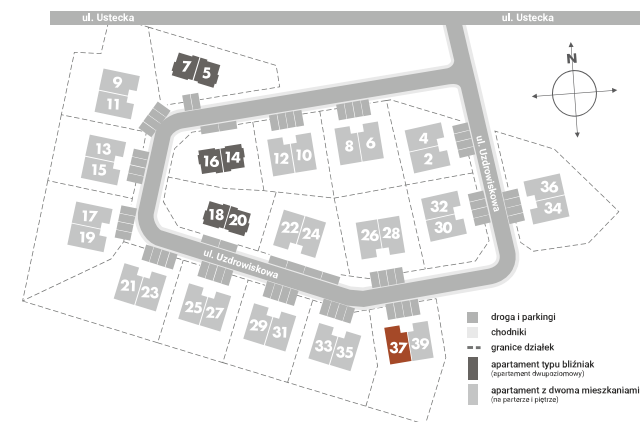 ul. Ustecka
ul. Ustecka
7 5
N
9
11
13
15
16 14
12 10
8 6
4
2
ul. Uzdrowiskowa
36
34
17
19
18 20
22 24
26 28
32
30
ul. Uzdrowiskowa
21 23
25 27
29 31
33 35
37 39
droga i parkingi
chodniki
granice działek
apartament typu bliźniak
(apartament dwupoziomowy)
apartament z dwoma mieszkaniami
(na parterze i piętrze)